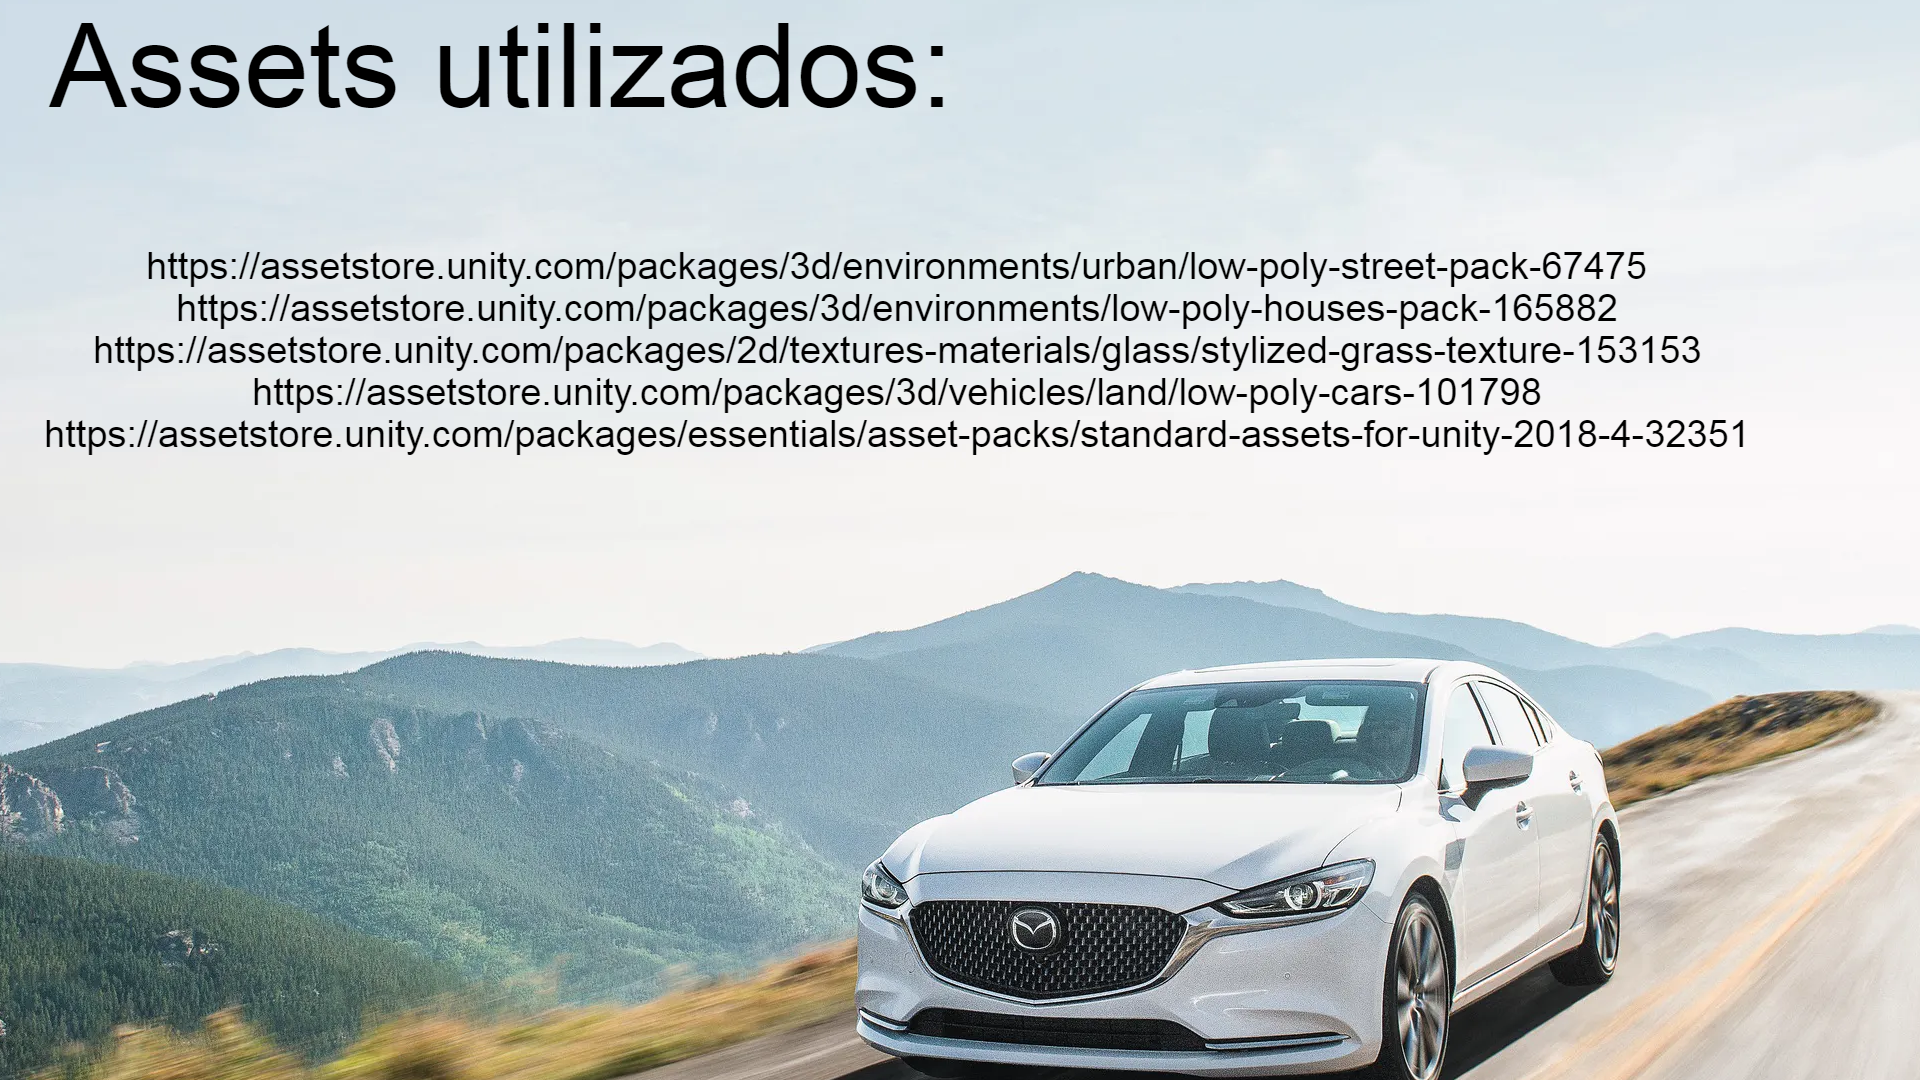 Assets utilizados:
https://assetstore.unity.com/packages/3d/environments/urban/low-poly-street-pack-67475
https://assetstore.unity.com/packages/3d/environments/low-poly-houses-pack-165882
https://assetstore.unity.com/packages/2d/textures-materials/glass/stylized-grass-texture-153153
https://assetstore.unity.com/packages/3d/vehicles/land/low-poly-cars-101798
https://assetstore.unity.com/packages/essentials/asset-packs/standard-assets-for-unity-2018-4-32351